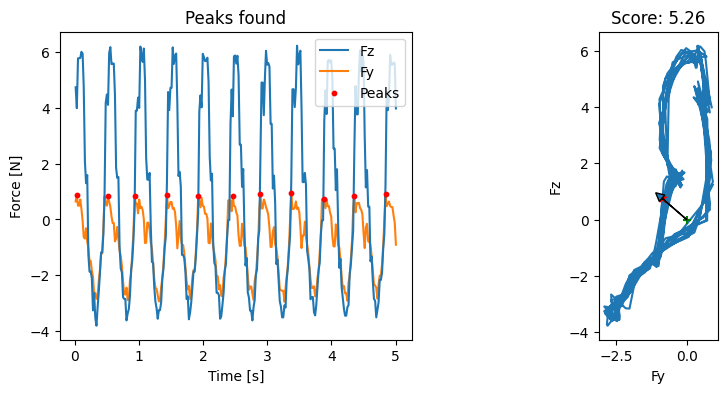 Peaks found
Fz
Fy
Peaks
6
4
2
0
−2
−4
Force [N]
0
1
2
3
4
5
Time [s]
Score: 5.26
6
4
2
0
−2
−4
Fz
−2.5
0.0
Fy